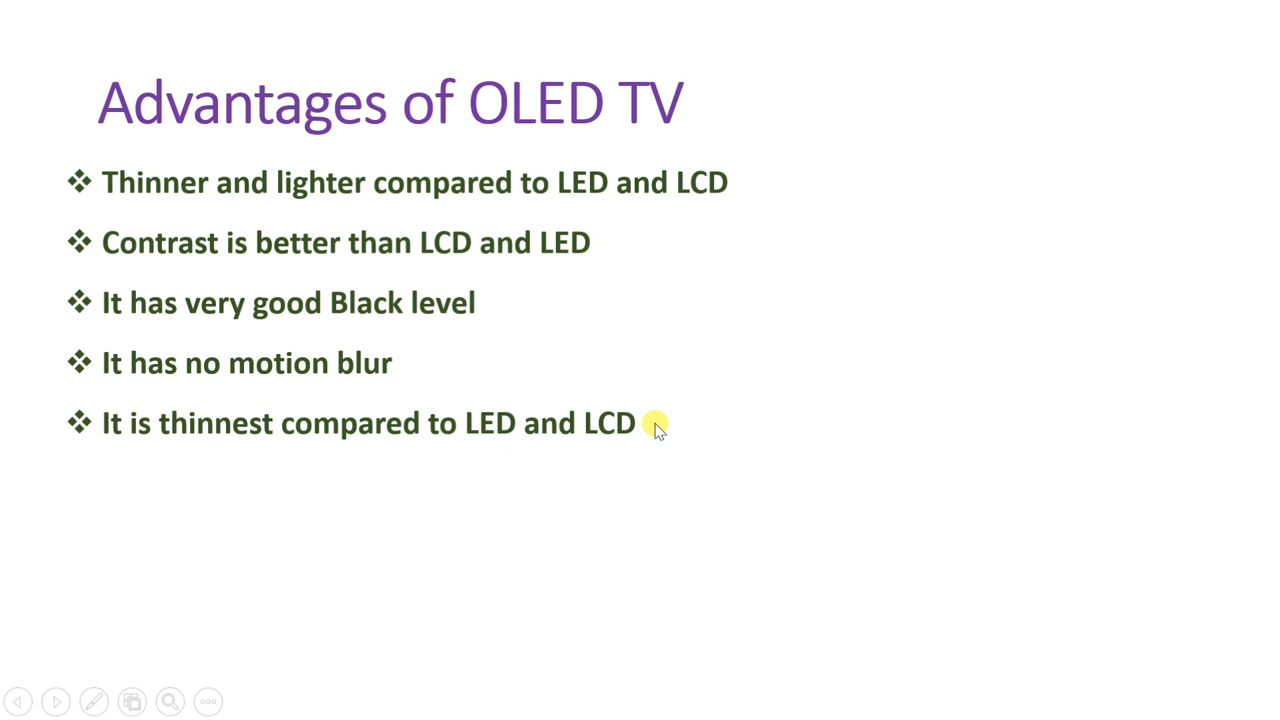 Advantages of OLED TV
Thinner and lighter compared to LED and LCD
Contrast is better than LCD and LED
It has very good Black level
It has no motion blur
It is thinnest compared to LED and LCD